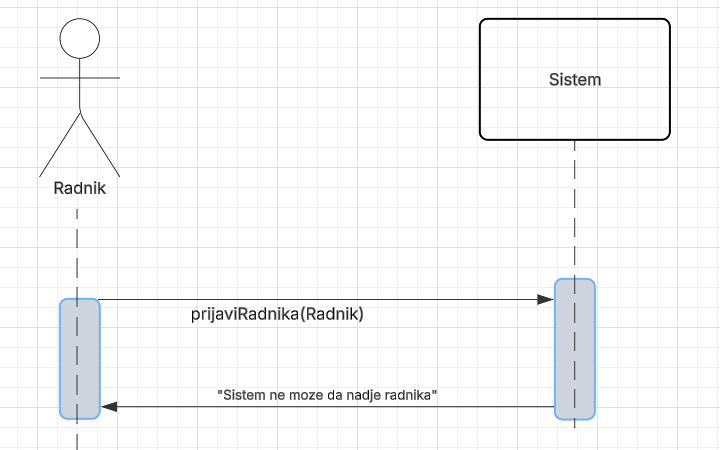 Sistem
Radnik
prijaviRadnika(Radnik)
"Sistem ne moze da nadje radnika"